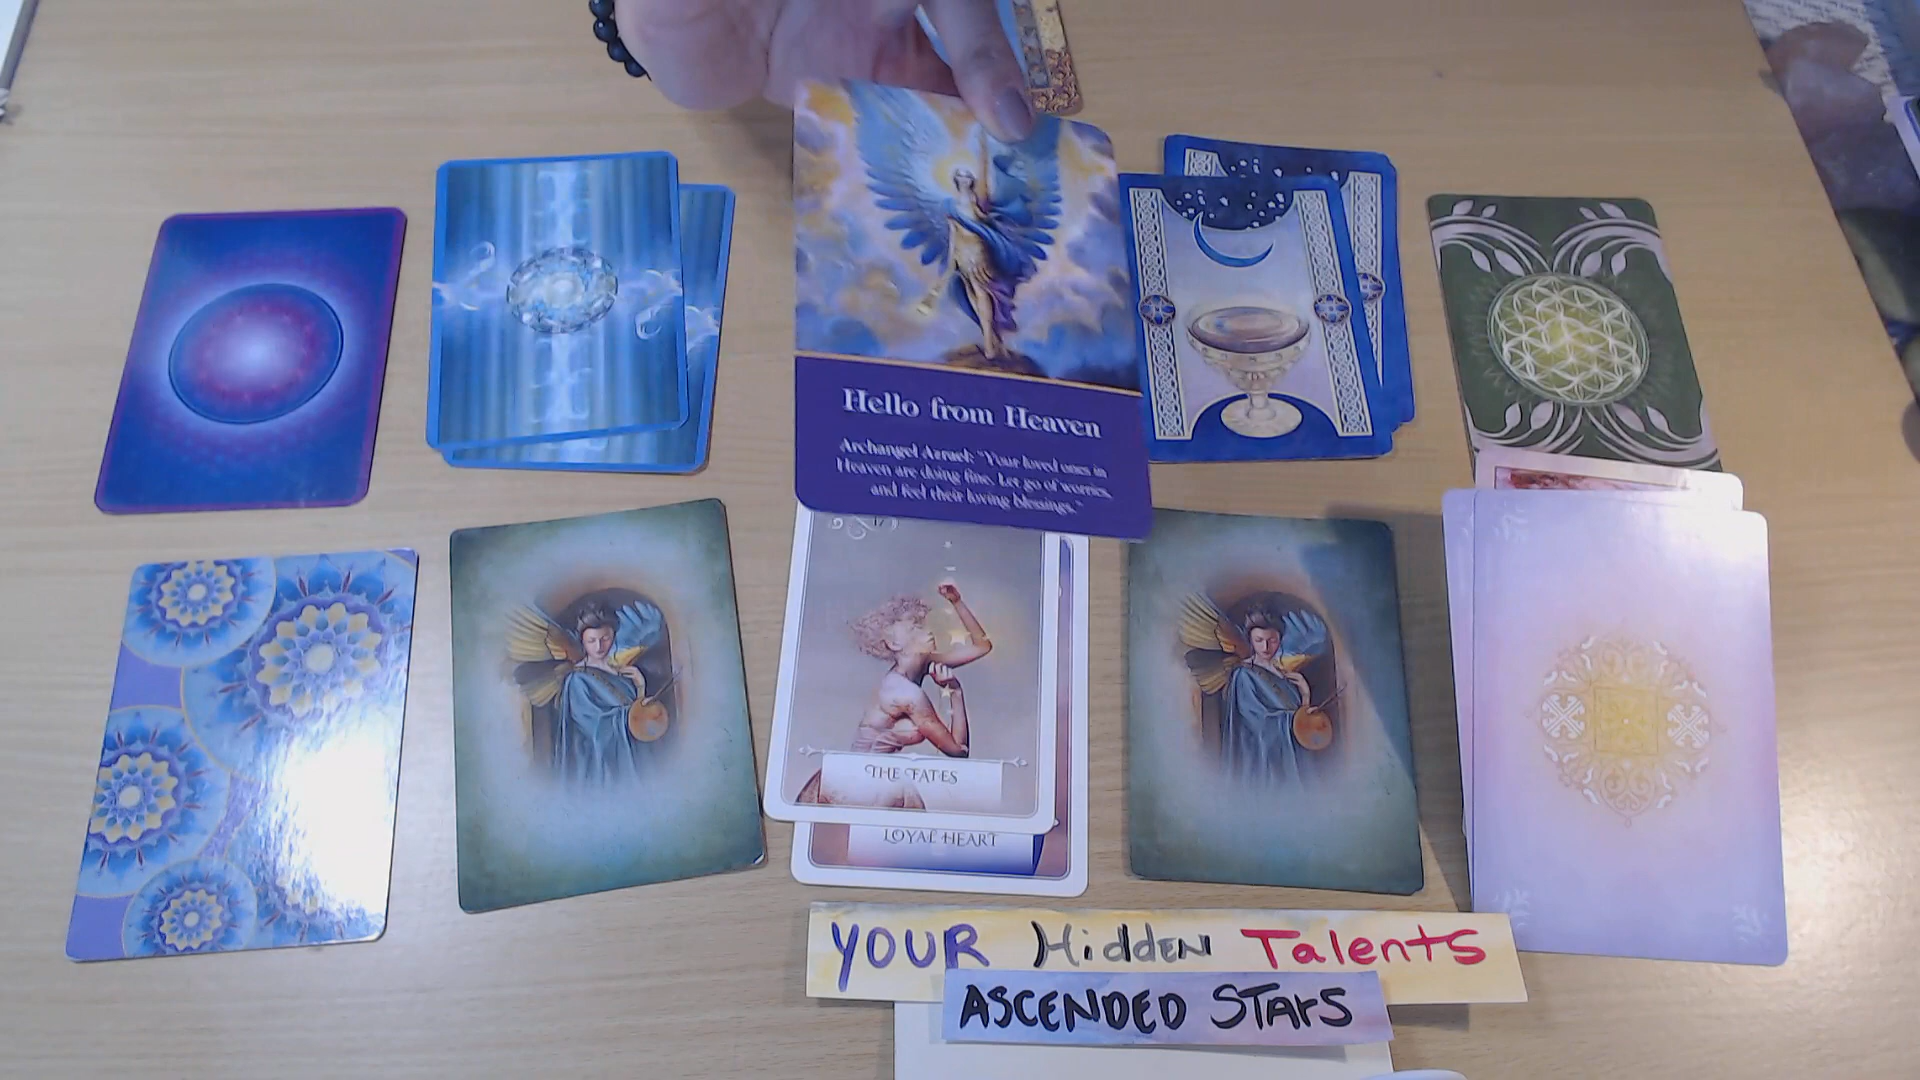 Hello from Heaven
Archangel Azrael: "Your loved ones in
Heaven are doing fine. Let go of worries,
and feel their loving blessings."
17
THE FATES
LOYAL HEART
YOUR Hidden Talents
ASCENDED STARS